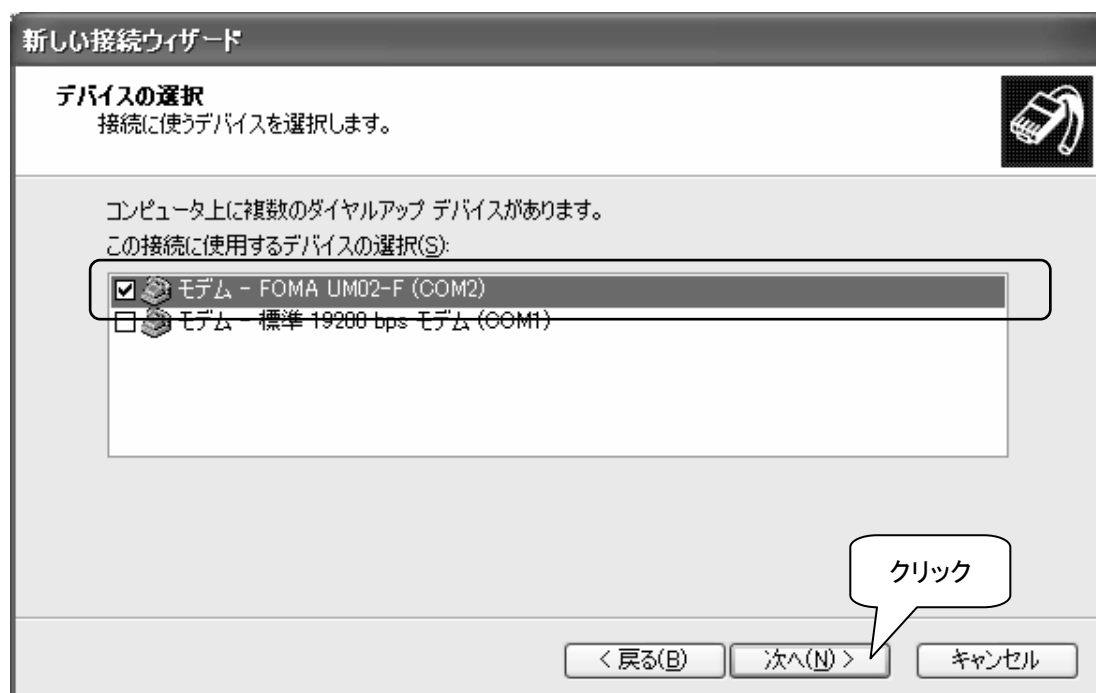 新しい接続ウィザード
デバイスの選択
接続に使うデバイスを選択します。
コンピュータ上に複数のダイヤルアップ デバイスがあります。
この接続に使用するデバイスの選択(S):
モデム - FOMA UM02-F (COM2)
モデム - 標準 19200 bps モデム (COM1)
クリック
< 戻る(B)
次へ(N) >
キャンセル